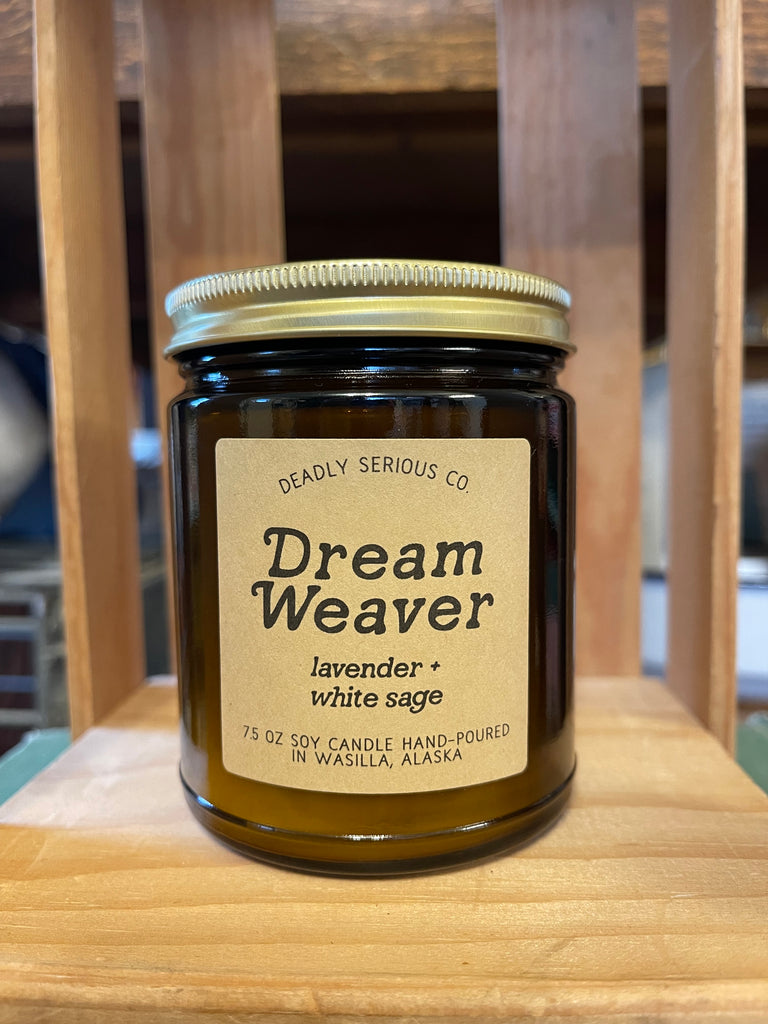 DEADLY SERIOUS CO.
Dream
Weaver
lavender +
white sage
7.5 OZ SOY CANDLE HAND-POURED
IN WASILLA, ALASKA